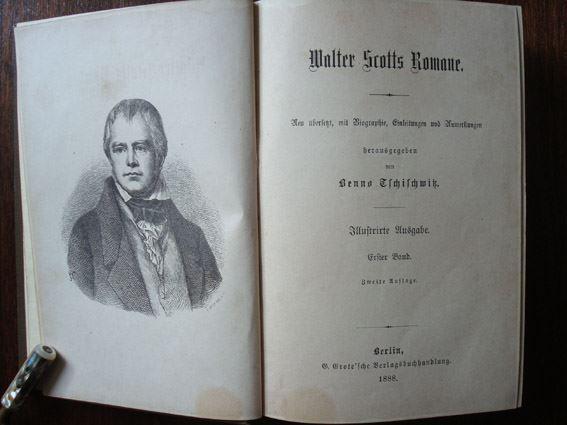 Walter Scotts Romane.
Neu übersetzt, mit Biographie, Einleitungen und Anmerkungen
herausgegeben
von
Benno Tschischwitz.
Illustrirte Ausgabe.
Erster Band.
Zweite Auflage.
Berlin,
G. Grote'sche Verlagsbuchhandlung.
1888.